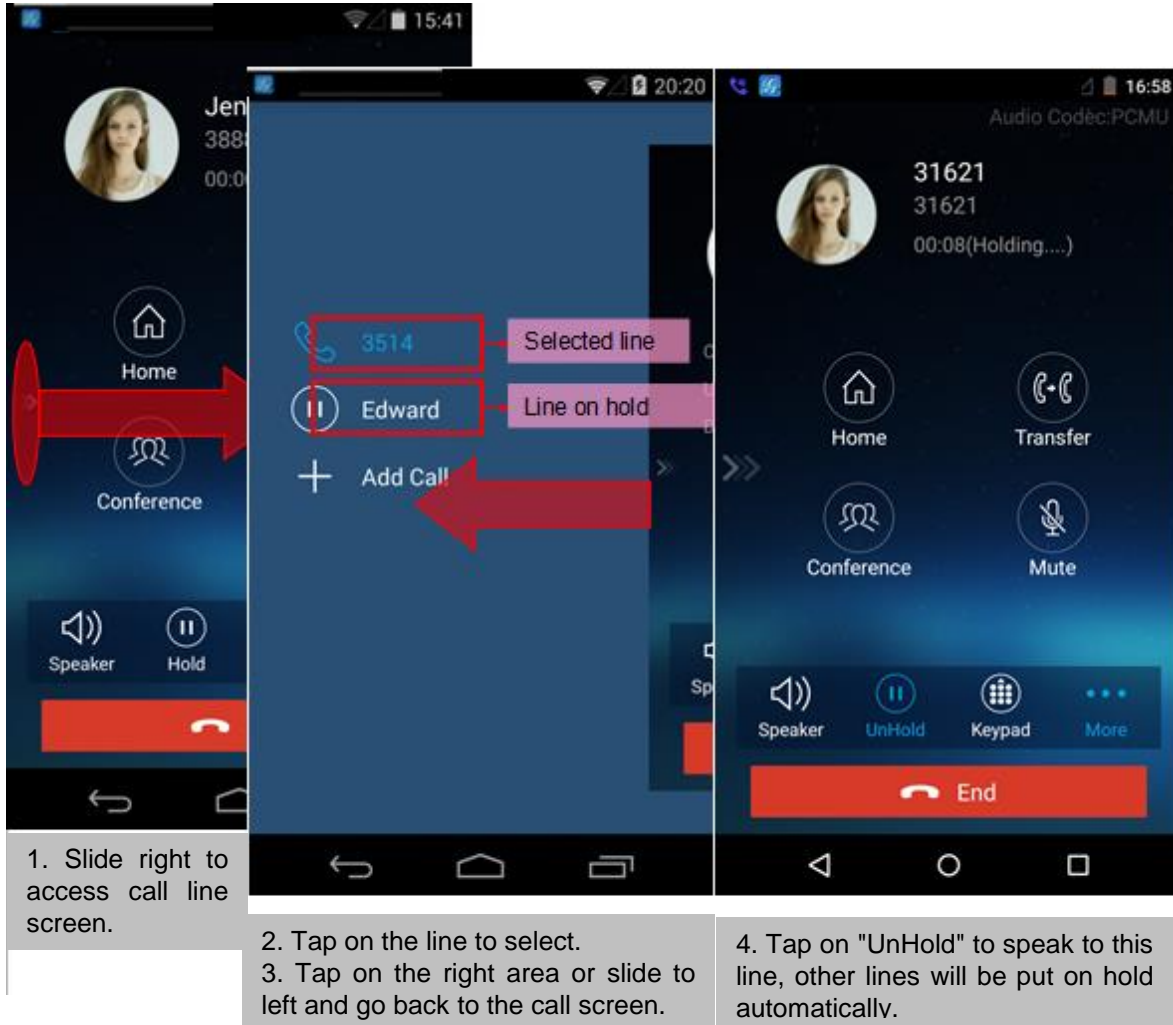 15:41
Jen
388
00:0
Home
Conference
Speaker
Hold
1. Slide right to
access call line
screen.
20:20
3514
Selected line
Edward
Line on hold
Add Call
Sp
2. Tap on the line to select.
3. Tap on the right area or slide to
left and go back to the call screen.
16:58
Audio Codec:PCMU
31621
31621
00:08(Holding....)
Home
Transfer
Conference
Mute
Speaker
UnHold
Keypad
More
End
4. Tap on "UnHold" to speak to this
line, other lines will be put on hold
automatically.